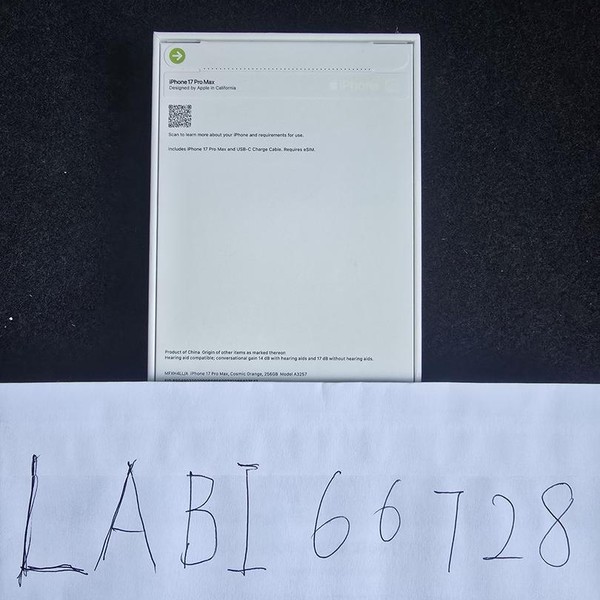 iPhone 17 Pro Max
Designed by Apple in California
Scan to learn more about your iPhone and requirements for use.
Includes iPhone 17 Pro Max and USB-C Charge Cable. Requires eSIM.
Product of China Origin of other items as marked thereon
Hearing aid compatible; conversational gain 14 dB with hearing aids and 17 dB without hearing aids.
iPhone 17 Pro Max, Cosmic Orange, 256GB Model A3257
LABI 66728